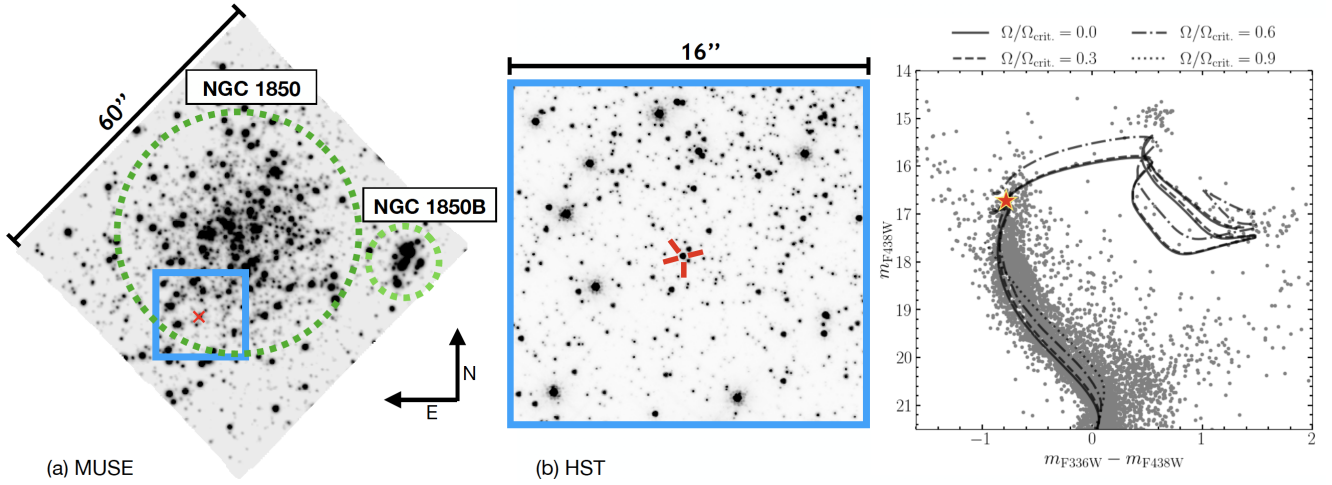 60”
NGC 1850
NGC 1850B
N
E
(a) MUSE
16”
(b) HST
Ω/Ωcrit. = 0.0
Ω/Ωcrit. = 0.6
Ω/Ωcrit. = 0.3
Ω/Ωcrit. = 0.9
14
15
16
17
18
19
20
21
mF438W
−1
0
1
2
mF336W − mF438W